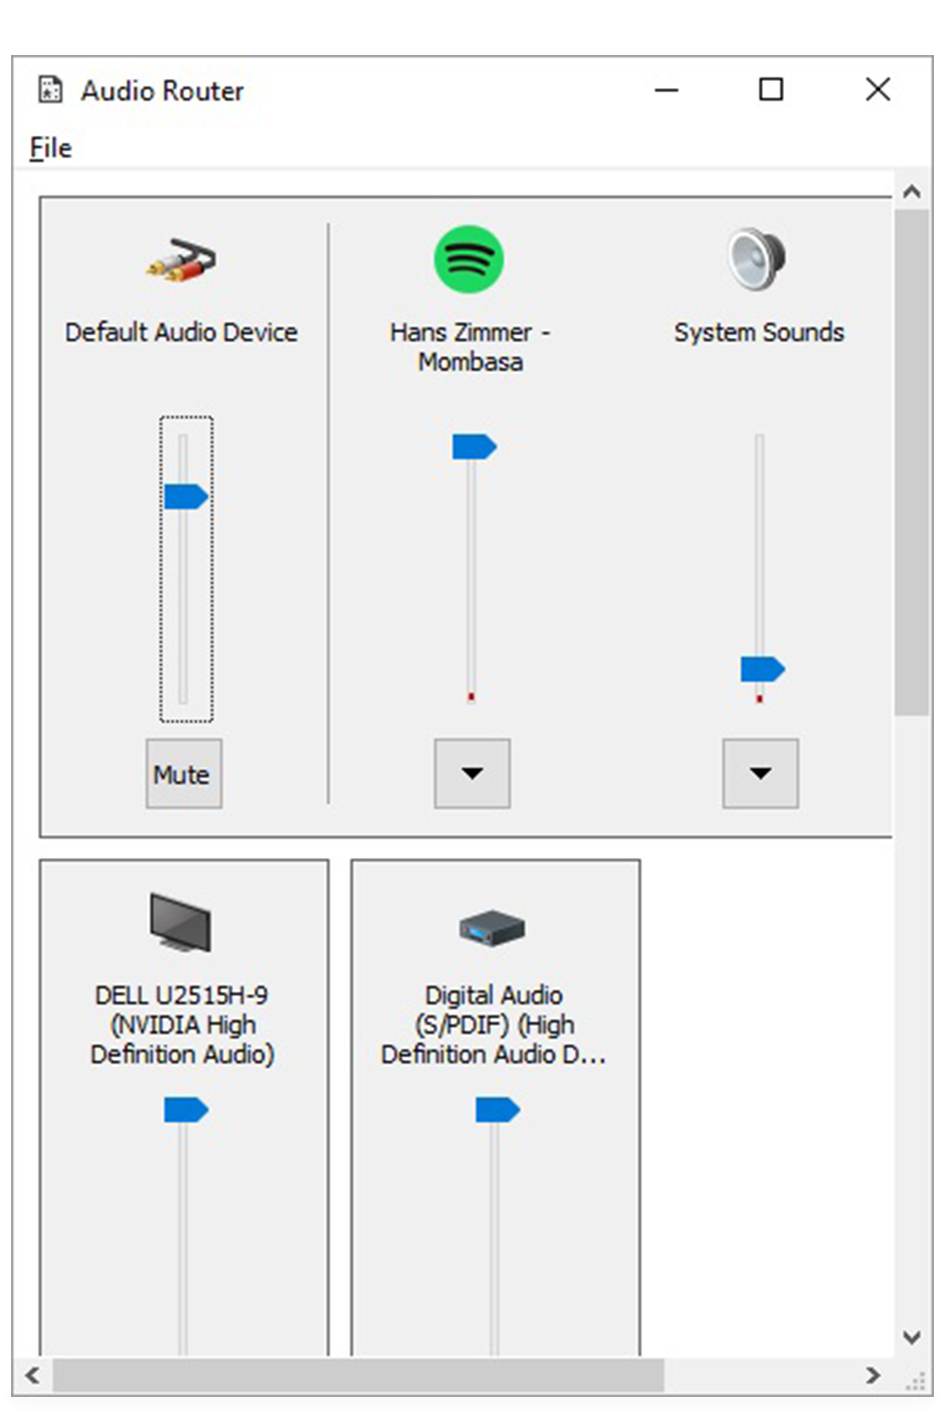 Audio Router
File
Default Audio Device
Hans Zimmer -
Mombasa
System Sounds
Mute
DELL U2515H-9
(NVIDIA High
Definition Audio)
Digital Audio
(S/PDIF) (High
Definition Audio D...